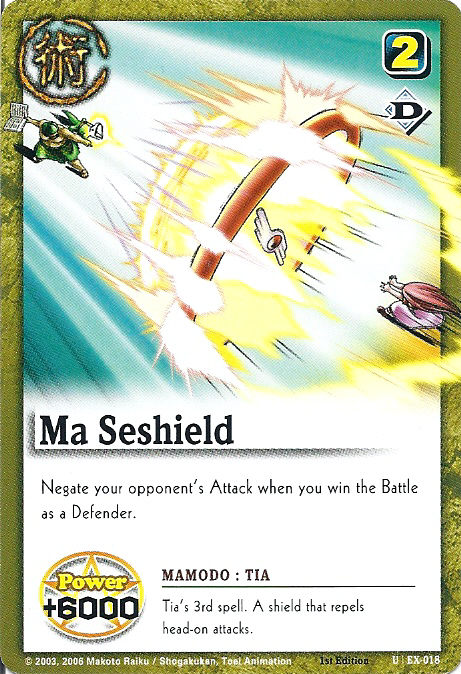 術
2
D
Ma Seshield
Negate your opponent's Attack when you win the Battle
as a Defender.
Power
+6000
MAMODO : TIA
Tia's 3rd spell. A shield that repels
head-on attacks.
© 2003, 2006 Makoto Raiku / Shogakukan, Toei Animation 1st Edition U | EX-018